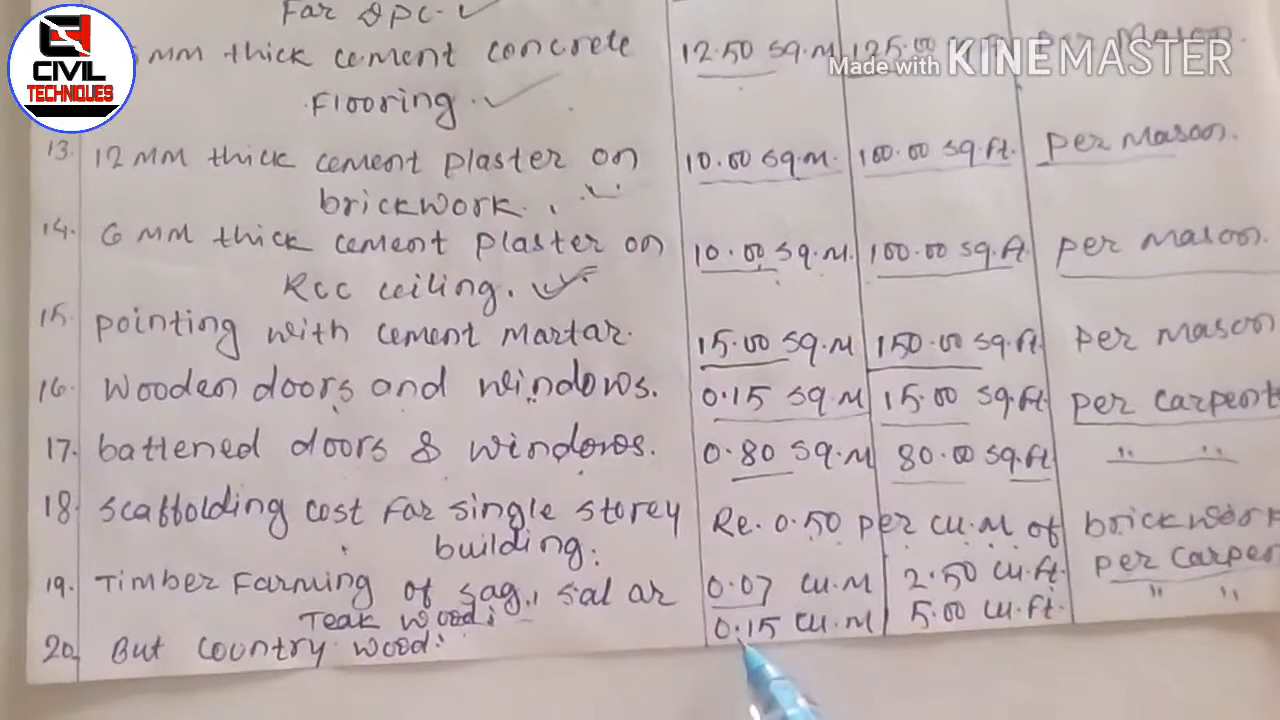 For DPC-
CIVIL
TECHNIQUES
MM thick cement concrete 12.50 Sq.M 125.00 per Mason.
Made with KINEMASTER
Flooring.
13. 12 MM thick cement plaster on 10.00 Sq.M. 100.00 Sq.ft. per mason.
brickwork.
14. 6 MM thick cement plaster on 10.00 Sq.M. 100.00 Sq.ft per mason.
RCC ceiling.
15. pointing with cement martar. 15.00 Sq.M 150.00 Sq.ft. per mason
16. Wooden doors and windows. 0.15 Sq.M 15.00 Sq.ft. per carpent
17. battened doors & windows. 0.80 Sq.M 80.00 Sq.ft " "
18. Scaffolding cost for single storey Re. 0.50 per cu.M of brickwork
building.
19. Timber Farming of sag, sal ar 0.07 cu.M 2.50 cu.ft. per carpen
Teak wood: 0.15 cu.M 5.00 cu.ft. " "
20. But country wood: